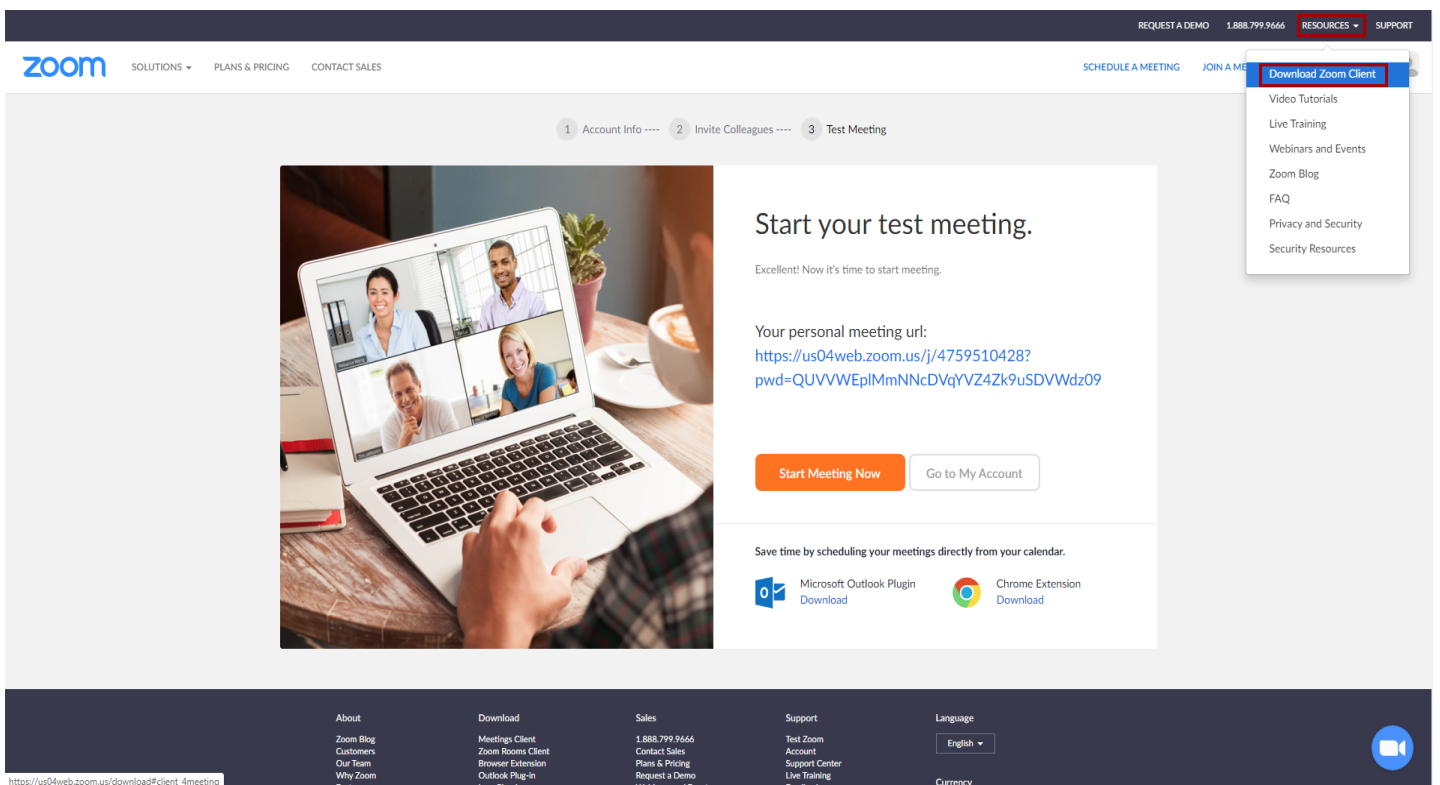 REQUEST A DEMO 1.888.799.9666 RESOURCES SUPPORT
zoom SOLUTIONS PLANS & PRICING CONTACT SALES SCHEDULE A MEETING JOIN A ME
Download Zoom Client
Video Tutorials
Live Training
Webinars and Events
Zoom Blog
FAQ
Privacy and Security
Security Resources
1 Account Info ---- 2 Invite Colleagues ---- 3 Test Meeting
Start your test meeting.
Excellent! Now it's time to start meeting.
Your personal meeting url:
https://us04web.zoom.us/j/4759510428?
pwd=QUVVWEplMmNNcDVqYVZ4Zk9uSDVWdz09
Start Meeting Now Go to My Account
Save time by scheduling your meetings directly from your calendar.
Microsoft Outlook Plugin
Download
Chrome Extension
Download
About
Zoom Blog
Customers
Our Team
Why Zoom
Download
Meetings Client
Zoom Rooms Client
Browser Extension
Outlook Plug-in
Sales
1.888.799.9666
Contact Sales
Plans & Pricing
Request a Demo
Support
Test Zoom
Account
Support Center
Live Training
Language
English
Currency
https://us04web.zoom.us/download#client_4meeting